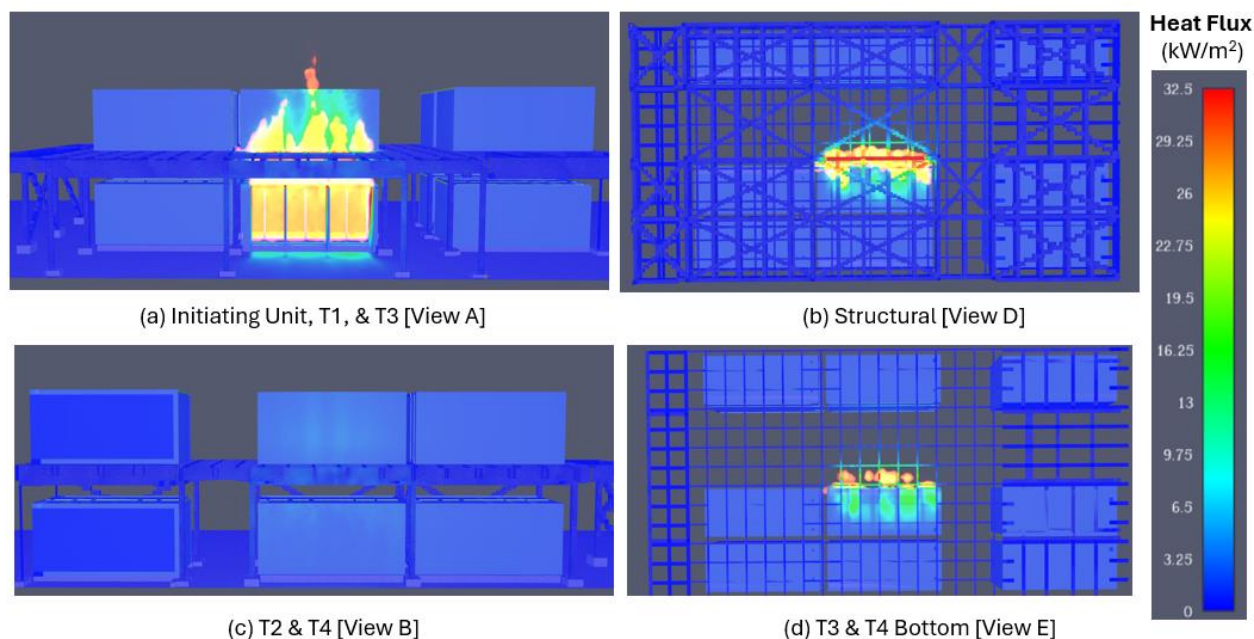 Heat Flux
(kW/m²)
32.5
29.25
26
22.75
19.5
16.25
13
9.75
6.5
3.25
0
(a) Initiating Unit, T1, & T3 [View A]
(b) Structural [View D]
(c) T2 & T4 [View B]
(d) T3 & T4 Bottom [View E]